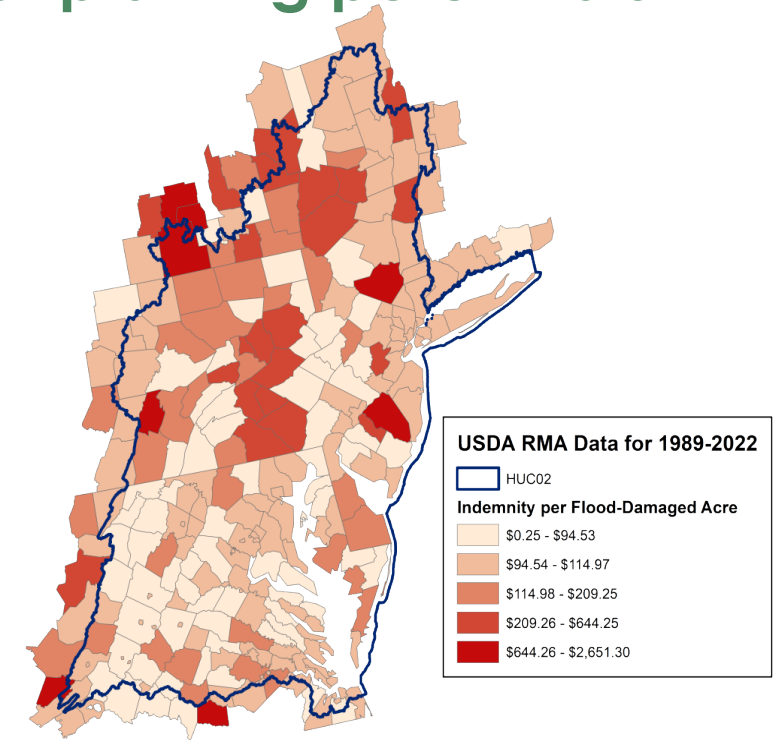 USDA RMA Data for 1989-2022
HUC02
Indemnity per Flood-Damaged Acre
$0.25 - $94.53
$94.54 - $114.97
$114.98 - $209.25
$209.26 - $644.25
$644.26 - $2,651.30